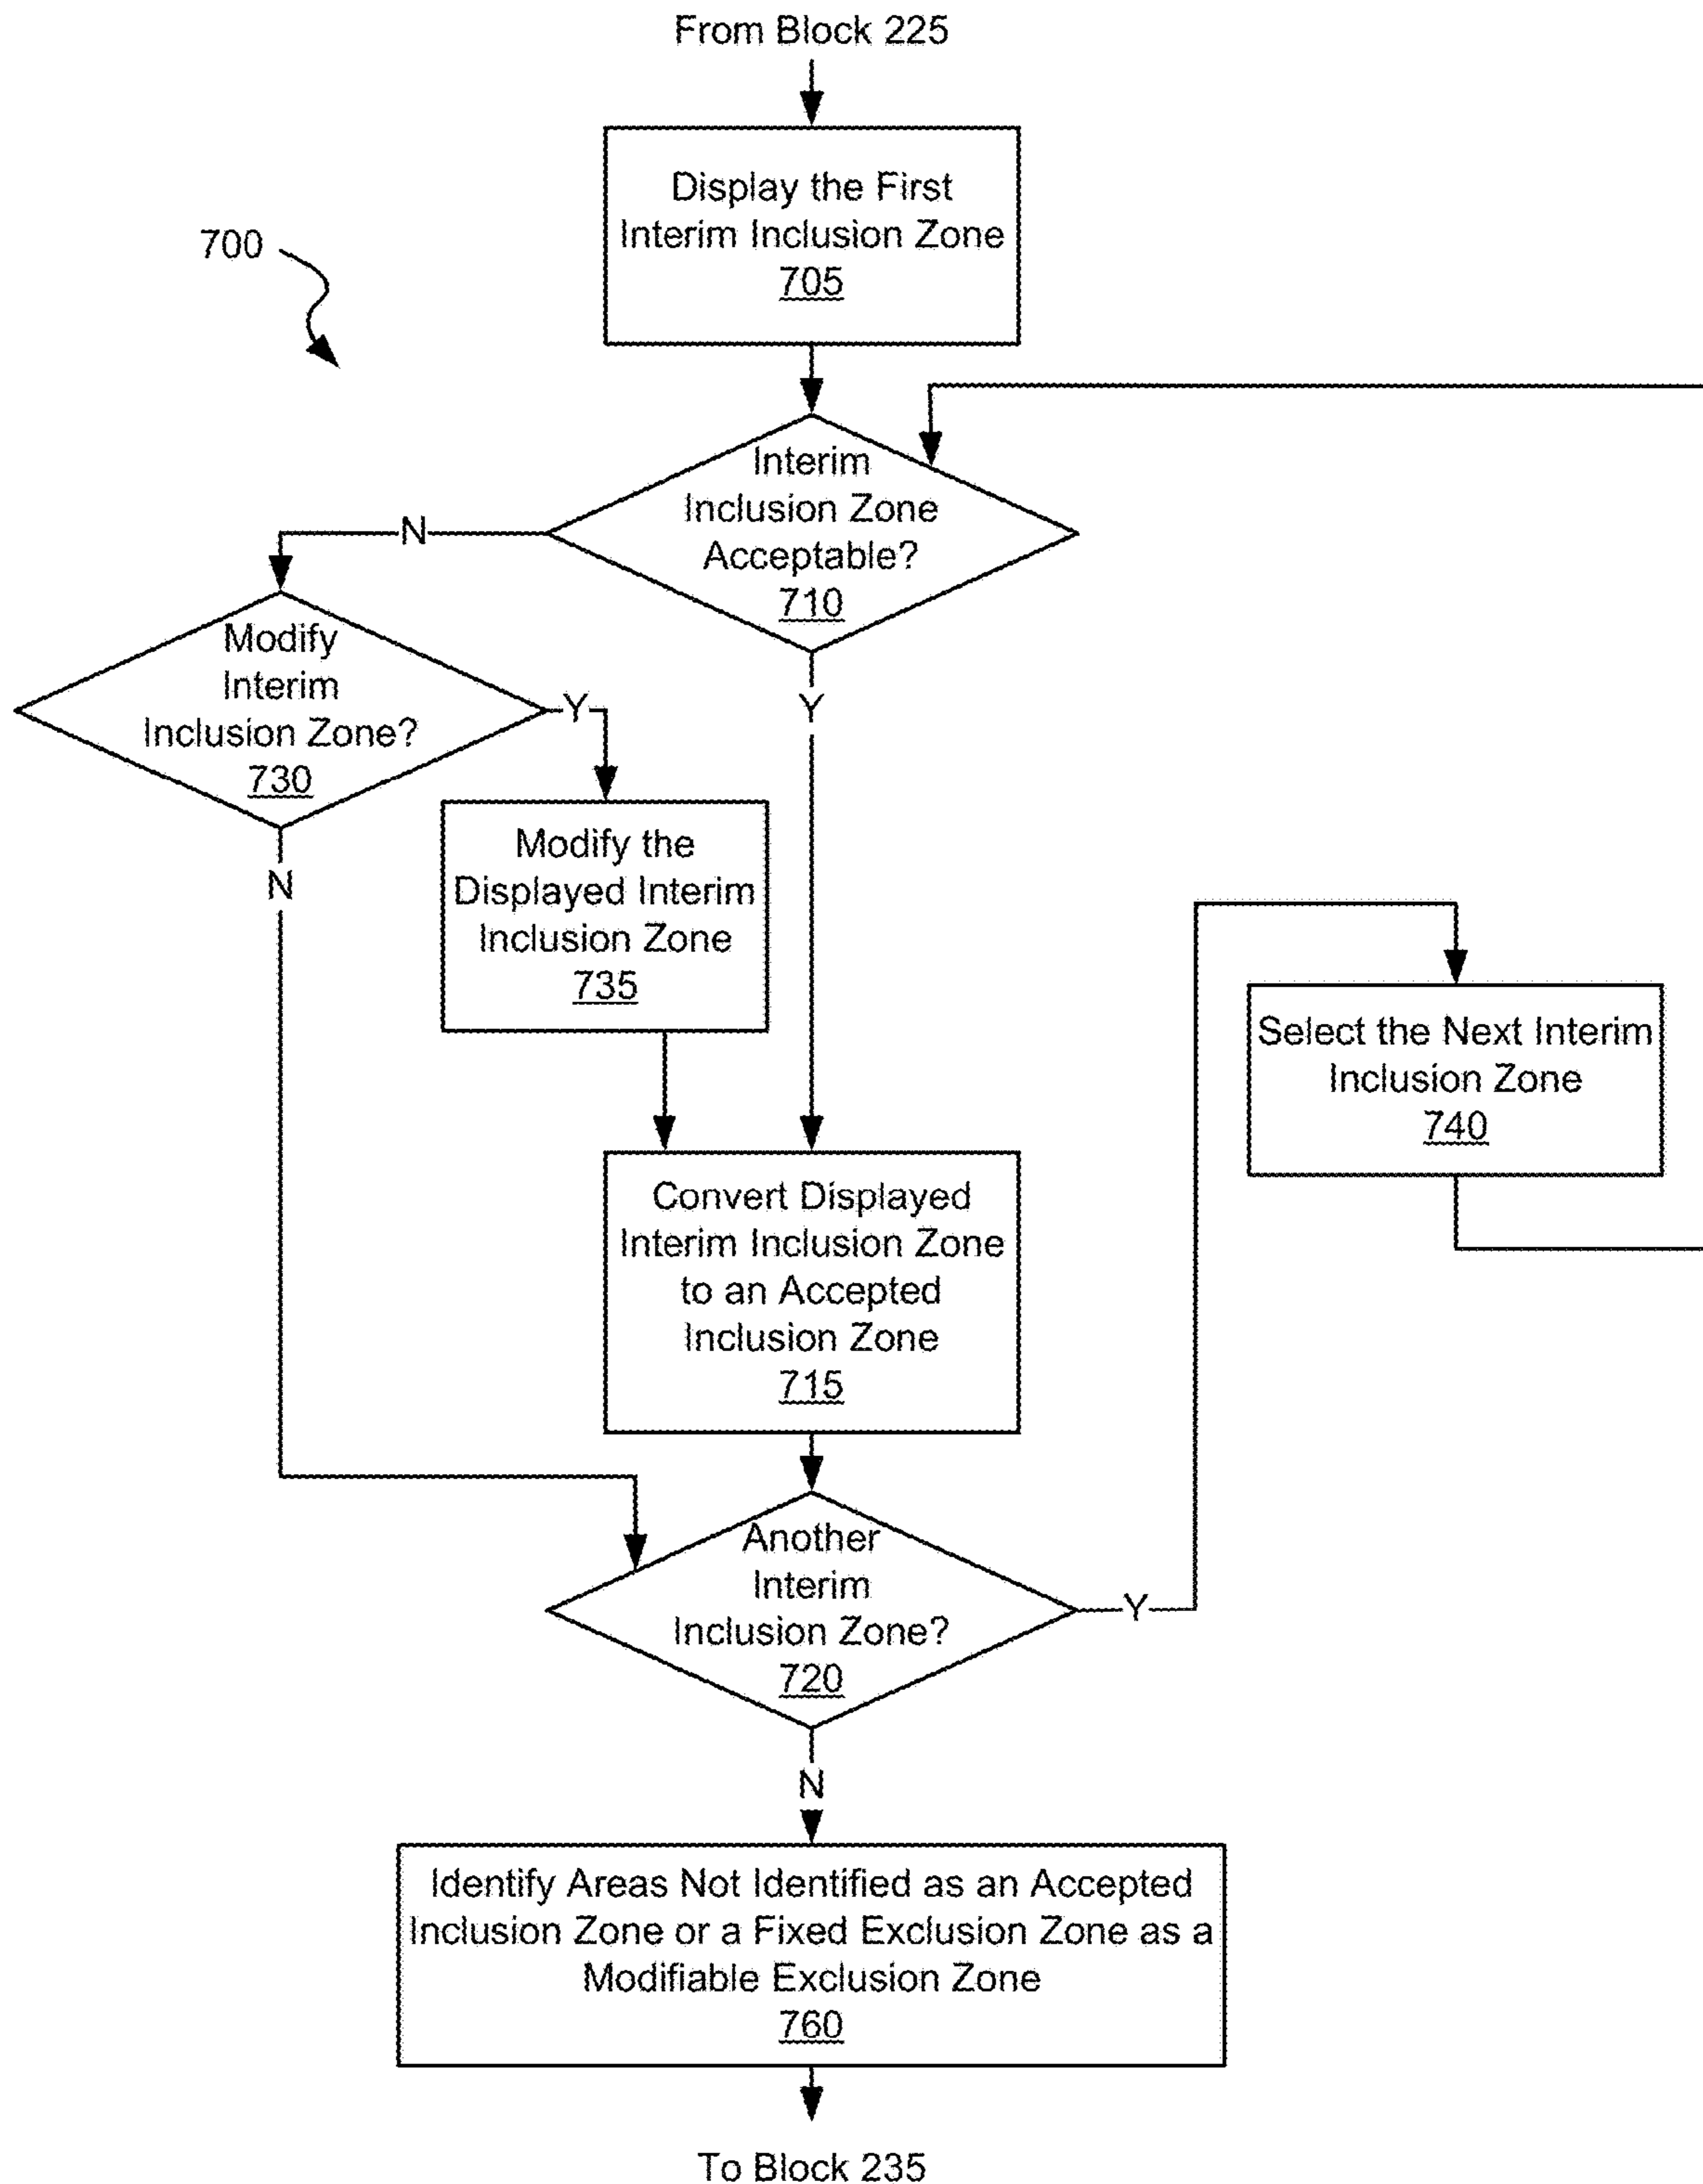 From Block 225
Display the First
Interim Inclusion Zone
705
700
Interim
Inclusion Zone
Acceptable?
710
N
Modify
Interim
Inclusion Zone?
730
Y
Y
N
Modify the
Displayed Interim
Inclusion Zone
735
Select the Next Interim
Inclusion Zone
740
Convert Displayed
Interim Inclusion Zone
to an Accepted
Inclusion Zone
715
Another
Interim
Inclusion Zone?
720
Y
N
Identify Areas Not Identified as an Accepted
Inclusion Zone or a Fixed Exclusion Zone as a
Modifiable Exclusion Zone
760
To Block 235